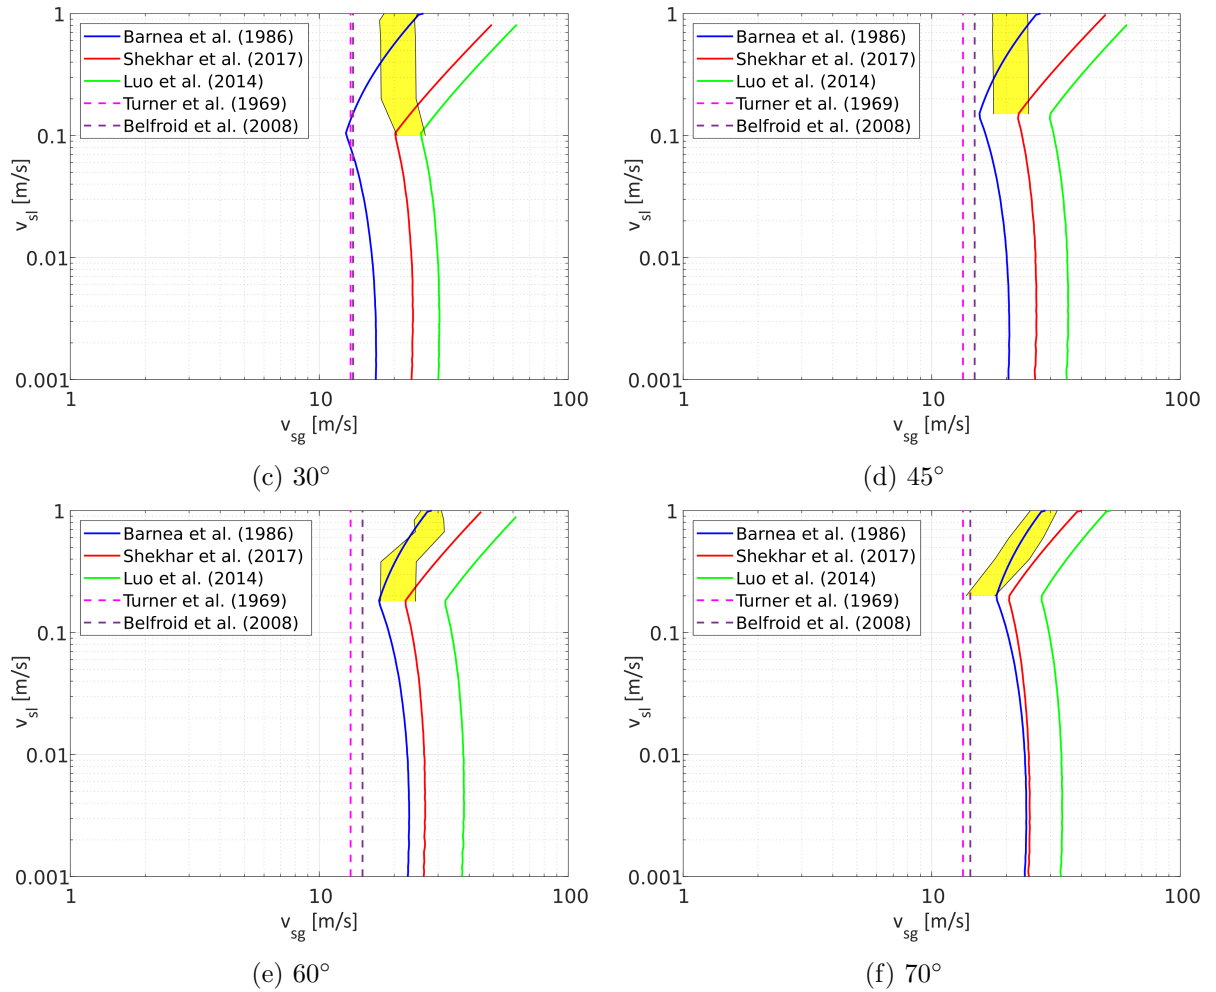 1
0.1
0.01
0.001
v_sl [m/s]
Barnea et al. (1986)
Shekhar et al. (2017)
Luo et al. (2014)
Turner et al. (1969)
Belfroid et al. (2008)
1
10
100
v_sg [m/s]
(c) 30°
1
0.1
0.01
0.001
v_sl [m/s]
Barnea et al. (1986)
Shekhar et al. (2017)
Luo et al. (2014)
Turner et al. (1969)
Belfroid et al. (2008)
1
10
100
v_sg [m/s]
(d) 45°
1
0.1
0.01
0.001
v_sl [m/s]
Barnea et al. (1986)
Shekhar et al. (2017)
Luo et al. (2014)
Turner et al. (1969)
Belfroid et al. (2008)
1
10
100
v_sg [m/s]
(e) 60°
1
0.1
0.01
0.001
v_sl [m/s]
Barnea et al. (1986)
Shekhar et al. (2017)
Luo et al. (2014)
Turner et al. (1969)
Belfroid et al. (2008)
1
10
100
v_sg [m/s]
(f) 70°